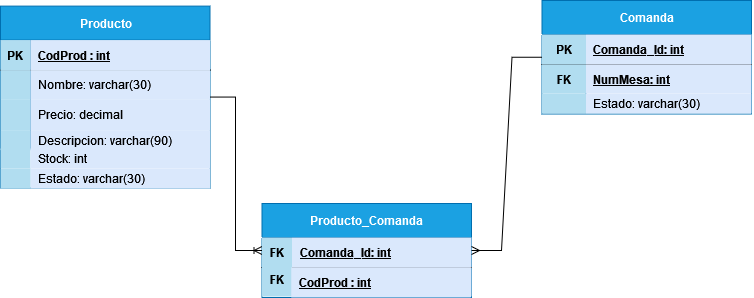 Producto
PK CodProd : int
Nombre: varchar(30)
Precio: decimal
Descripcion: varchar(90)
Stock: int
Estado: varchar(30)
Comanda
PK Comanda_Id: int
FK NumMesa: int
Estado: varchar(30)
Producto_Comanda
FK Comanda_Id: int
FK CodProd : int